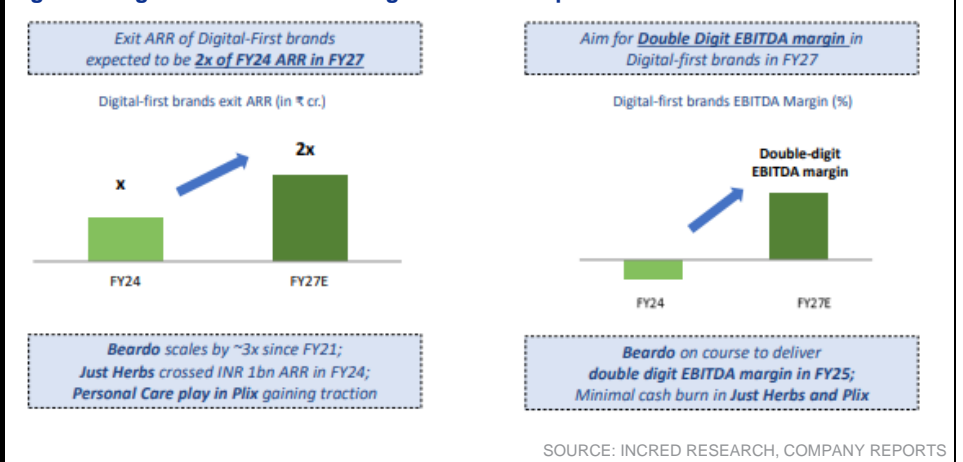 Exit ARR of Digital-First brands
expected to be 2x of FY24 ARR in FY27
Digital-first brands exit ARR (in ₹ cr.)
x
2x
FY24
FY27E
Beardo scales by ~3x since FY21;
Just Herbs crossed INR 1bn ARR in FY24;
Personal Care play in Plix gaining traction
Aim for Double Digit EBITDA margin in
Digital-first brands in FY27
Digital-first brands EBITDA Margin (%)
Double-digit
EBITDA margin
FY24
FY27E
Beardo on course to deliver
double digit EBITDA margin in FY25;
Minimal cash burn in Just Herbs and Plix
SOURCE: INCRED RESEARCH, COMPANY REPORTS